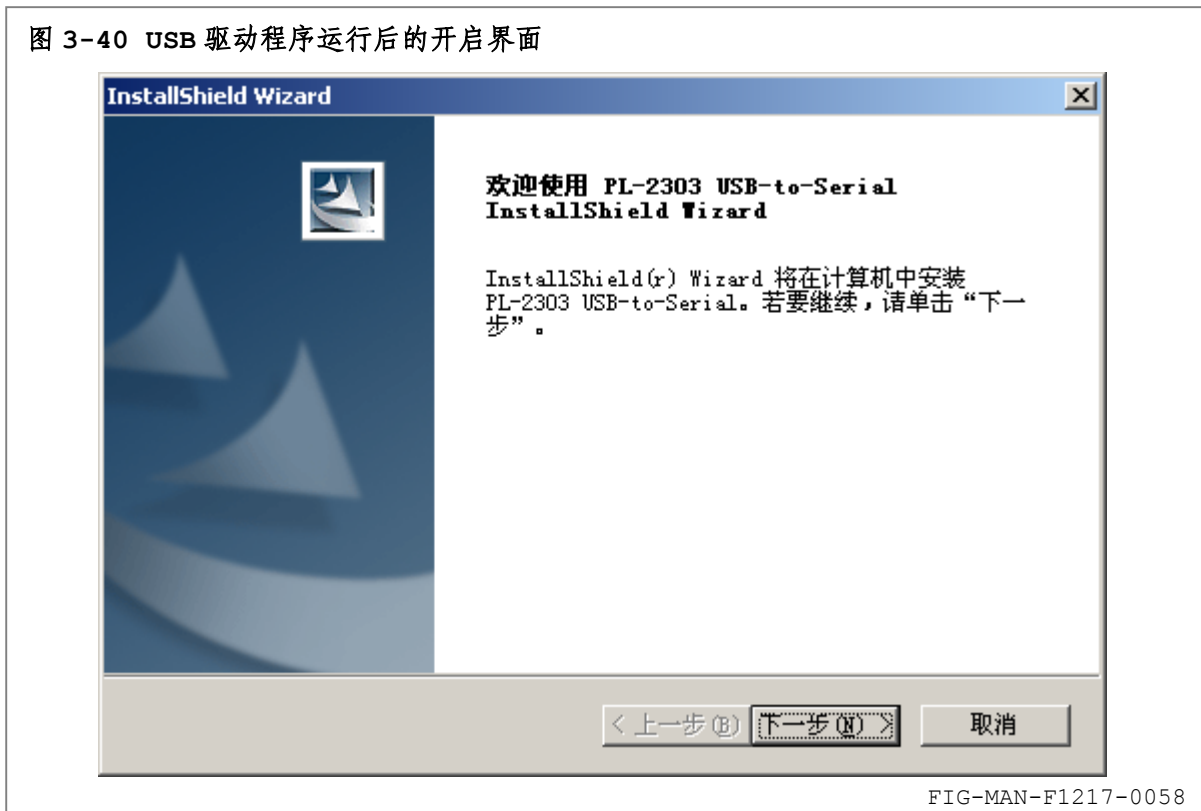 图 3-40 USB 驱动程序运行后的开启界面
InstallShield Wizard
欢迎使用 PL-2303 USB-to-Serial
InstallShield Wizard
InstallShield(r) Wizard 将在计算机中安装
PL-2303 USB-to-Serial。若要继续，请单击“下一
步”。
< 上一步(B)
下一步(N) >
取消
FIG-MAN-F1217-0058